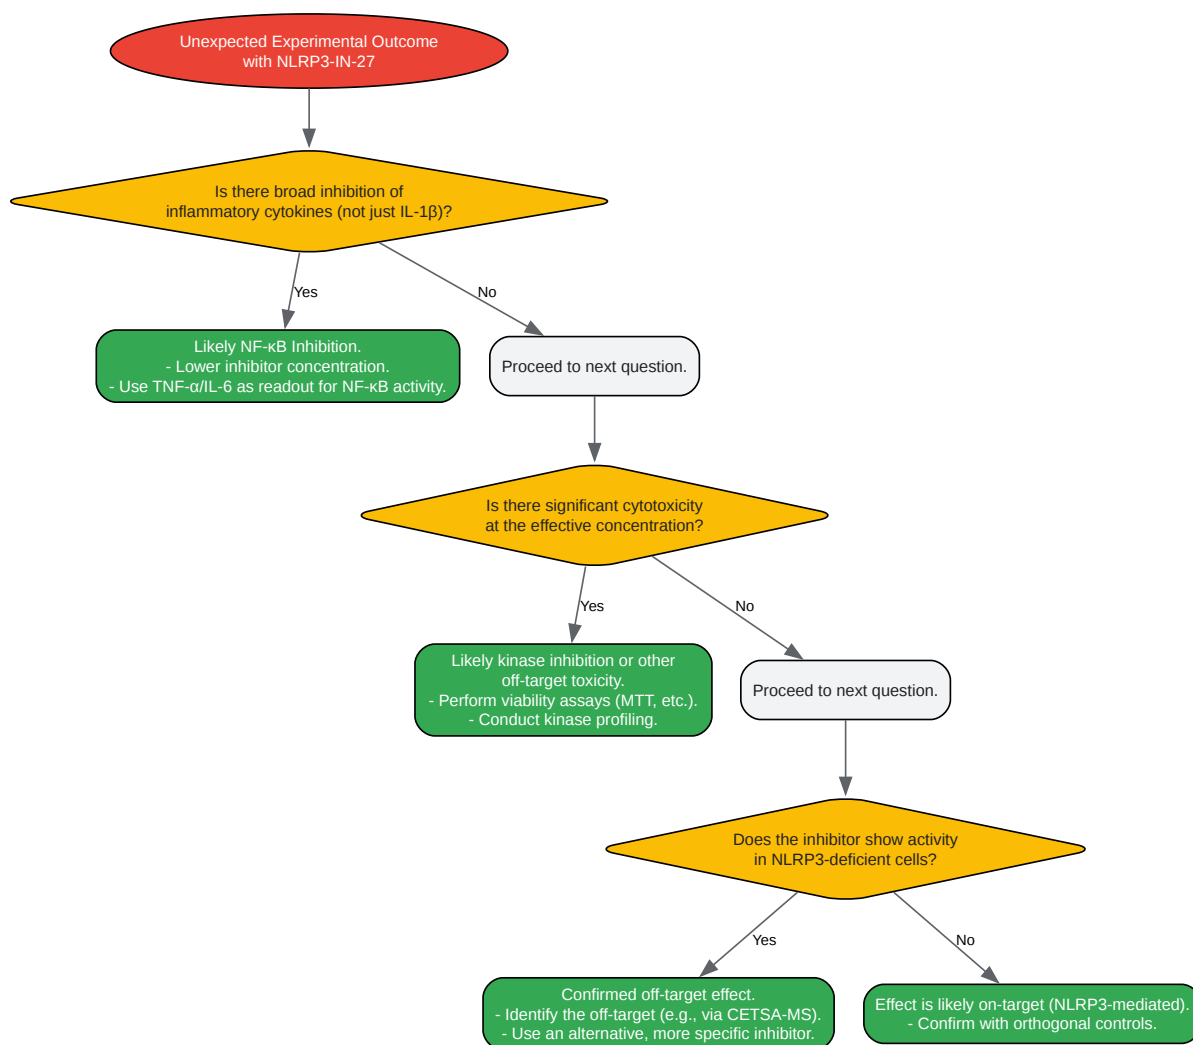 Unexpected Experimental Outcome
with NLRP3-IN-27
Is there broad inhibition of
inflammatory cytokines (not just IL-1β)?
Yes
No
Likely NF-κB Inhibition.
- Lower inhibitor concentration.
- Use TNF-α/IL-6 as readout for NF-κB activity.
Proceed to next question.
Is there significant cytotoxicity
at the effective concentration?
Yes
No
Likely kinase inhibition or other
off-target toxicity.
- Perform viability assays (MTT, etc.).
- Conduct kinase profiling.
Proceed to next question.
Does the inhibitor show activity
in NLRP3-deficient cells?
Yes
No
Confirmed off-target effect.
- Identify the off-target (e.g., via CETSA-MS).
- Use an alternative, more specific inhibitor.
Effect is likely on-target (NLRP3-mediated).
- Confirm with orthogonal controls.